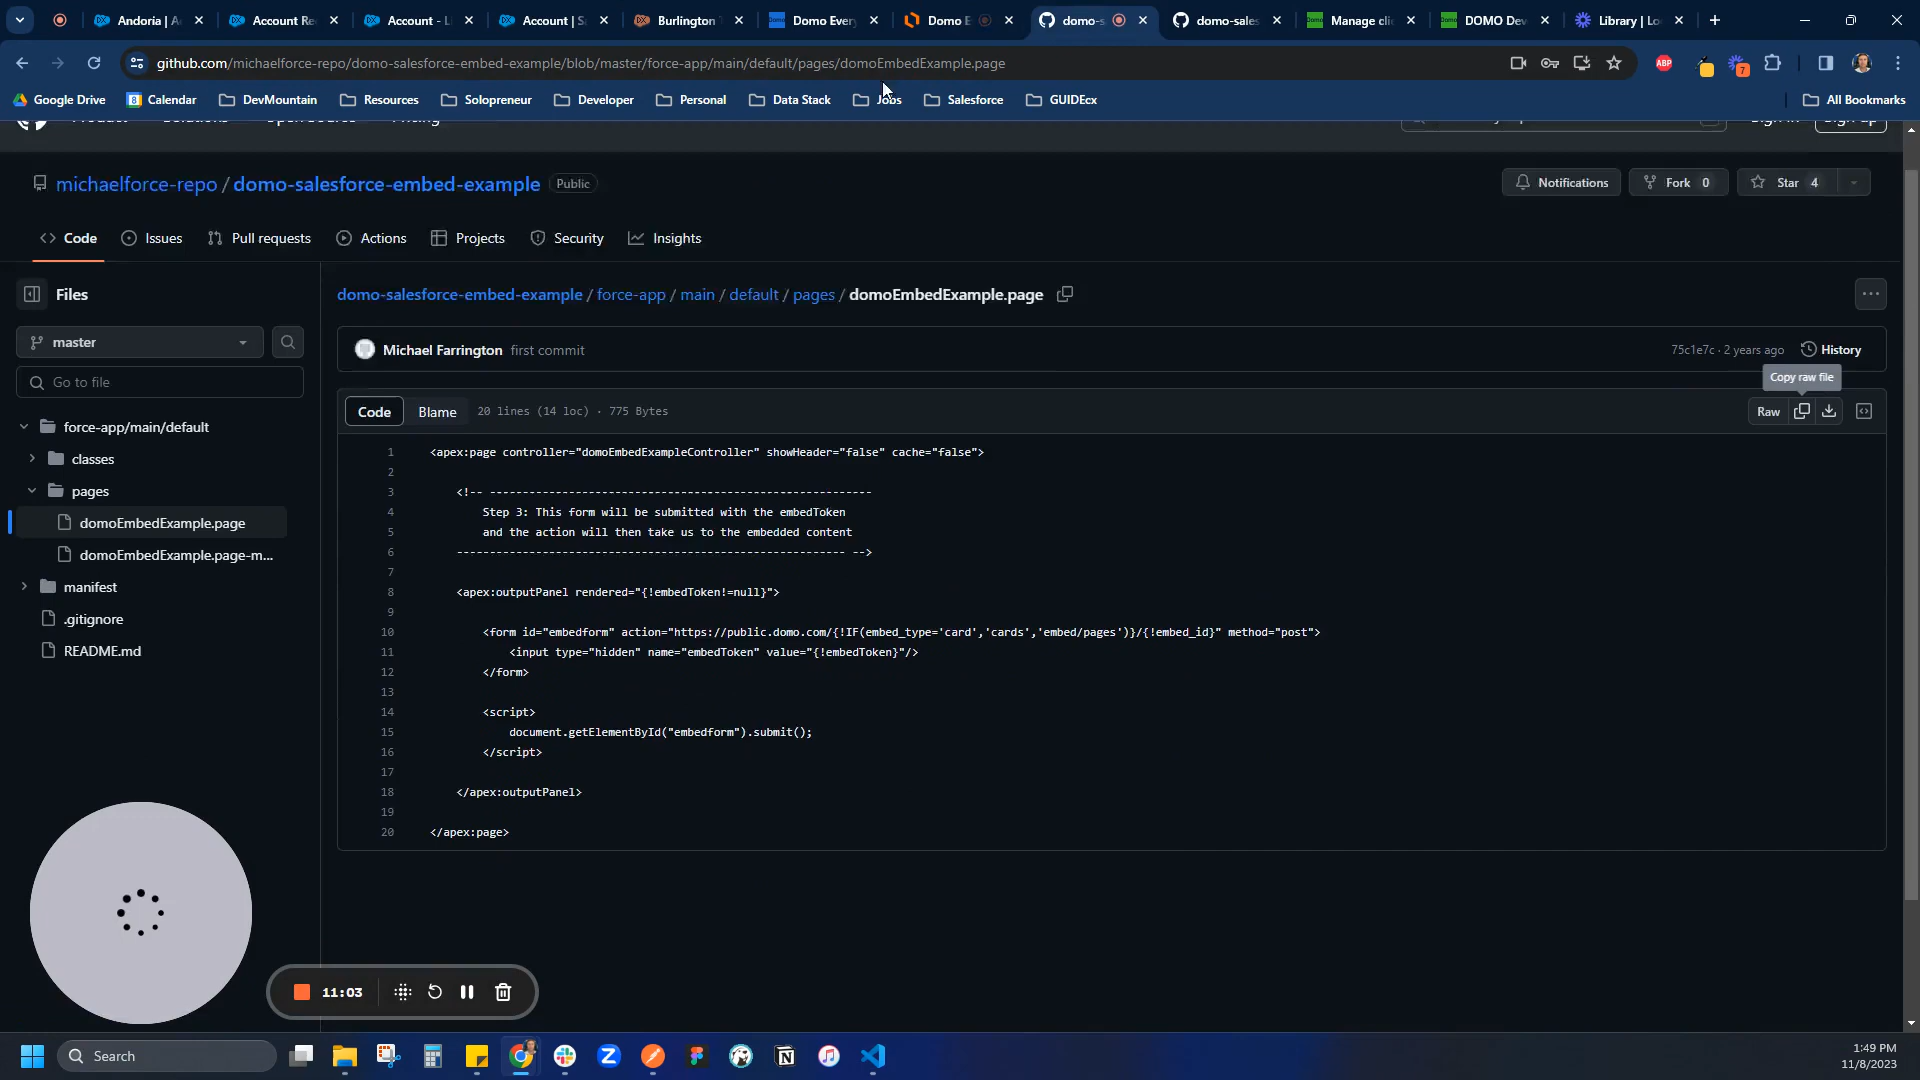 Andoria | A
Account Re
Account - L
Account | S
Burlington T
Domo Ever
Domo E
domo-s
domo-sales
Manage cli
DOMO Dev
Library | Lo
github.com/michaelforce-repo/domo-salesforce-embed-example/blob/master/force-app/main/default/pages/domoEmbedExample.page
ABP
7
Google Drive
Calendar
DevMountain
Resources
Solopreneur
Developer
Personal
Data Stack
Jobs
Salesforce
GUIDEcx
All Bookmarks
michaelforce-repo / domo-salesforce-embed-example Public
Notifications
Fork 0
Star 4
Code
Issues
Pull requests
Actions
Projects
Security
Insights
Files
master
Go to file
force-app/main/default
classes
pages
domoEmbedExample.page
domoEmbedExample.page-m...
manifest
.gitignore
README.md
domo-salesforce-embed-example / force-app / main / default / pages / domoEmbedExample.page
Michael Farrington first commit
75c1e7c · 2 years ago
History
Copy raw file
Code
Blame
20 lines (14 loc) · 775 Bytes
Raw
1 <apex:page controller="domoEmbedExampleController" showHeader="false" cache="false">
2
3 <!-- ----------------------------------------------------------
4 Step 3: This form will be submitted with the embedToken
5 and the action will then take us to the embedded content
6 ----------------------------------------------------------- -->
7
8 <apex:outputPanel rendered="{!embedToken!=null}">
9
10 <form id="embedform" action="https://public.domo.com/{!IF(embed_type='card','cards','embed/pages')}/{!embed_id}" method="post">
11 <input type="hidden" name="embedToken" value="{!embedToken}"/>
12 </form>
13
14 <script>
15 document.getElementById("embedform").submit();
16 </script>
17
18 </apex:outputPanel>
19
20 </apex:page>
11:03
Search
1:49 PM
11/8/2023